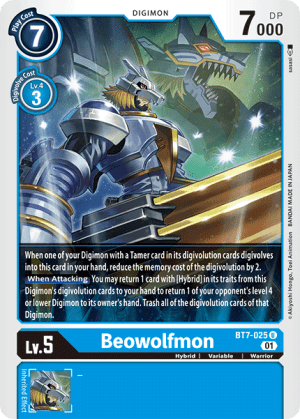 DIGIMON
Play Cost
7
7000
DP
Digivolve Cost
Lv.4
3
When one of your Digimon with a Tamer card in its digivolution cards digivolves
into this card in your hand, reduce the memory cost of the digivolution by 2.
When Attacking You may return 1 card with [Hybrid] in its traits from this
Digimon's digivolution cards to your hand to return 1 of your opponent's level 4
or lower Digimon to its owner's hand. Trash all of the digivolution cards of that
Digimon.
©Akiyoshi Hongo, Toei Animation BANDAI MADE IN JAPAN
BT7-025 U
Lv.5
Beowolfmon
01
Hybrid | Variable | Warrior
Inherited Effect
–